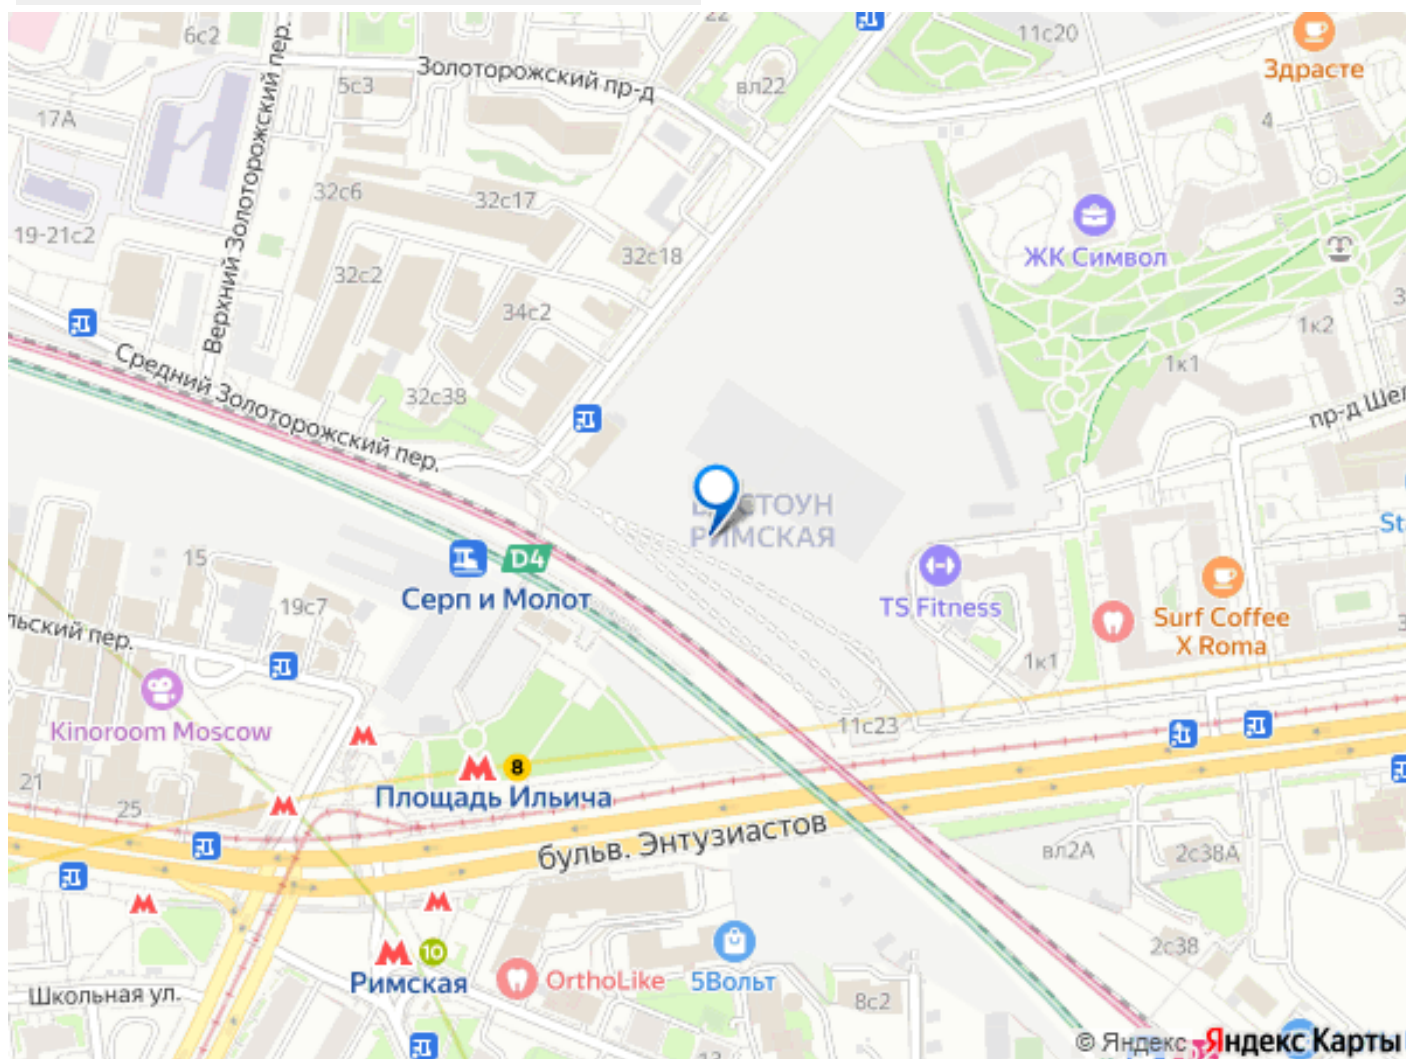 22
6с2
11с20
Здрасте
Золоторожский пр-д
5с3
вл22
17А
4
Верхний Золоторожский пер.
32с6
32с17
19-21с2
32с18
ЖК Символ
32с2
34с2
1к2
1к1
Средний Золоторожский пер.
32с38
пр-д
СТОУН
РИМСКАЯ
15
D4
Серп и Молот
TS Fitness
Surf Coffee
X Roma
19с7
пер.
1к1
Kinoroom Moscow
11с23
8
Площадь Ильича
21
25
бульв. Энтузиастов
вл2А
2с38А
10
Римская
OrthoLike
5Вольт
2с38
Школьная ул.
8с2
13
© Яндекс Яндекс Карты